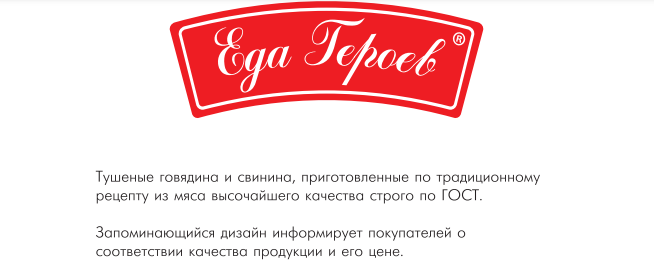 Еда Героев ®
Тушеные говядина и свинина, приготовленные по традиционному
рецепту из мяса высочайшего качества строго по ГОСТ.
Запоминающийся дизайн информирует покупателей о
соответствии качества продукции и его цене.